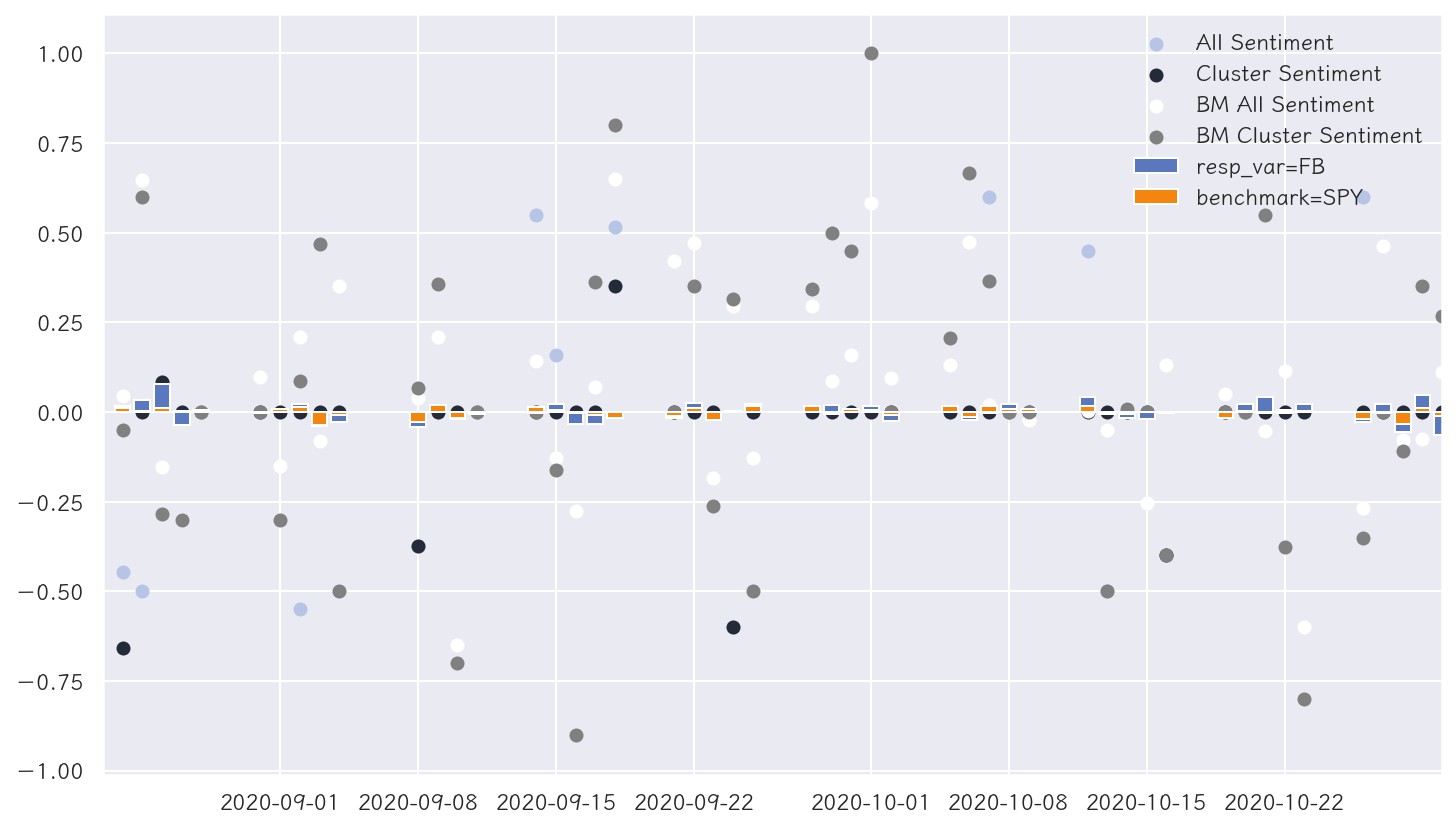 1.00
0.75
0.50
0.25
0.00
−0.25
−0.50
−0.75
−1.00
All Sentiment
Cluster Sentiment
BM All Sentiment
BM Cluster Sentiment
resp_var=FB
benchmark=SPY
2020-09-01 2020-09-08 2020-09-15 2020-09-22 2020-10-01 2020-10-08 2020-10-15 2020-10-22